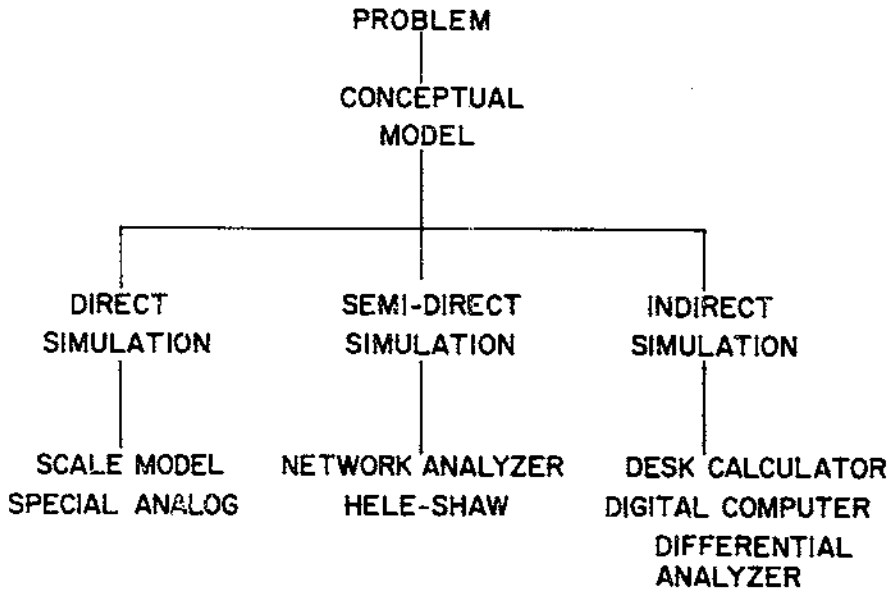 PROBLEM
CONCEPTUAL
MODEL
DIRECT
SIMULATION
SEMI-DIRECT
SIMULATION
INDIRECT
SIMULATION
SCALE MODEL
SPECIAL ANALOG
NETWORK ANALYZER
HELE-SHAW
DESK CALCULATOR
DIGITAL COMPUTER
DIFFERENTIAL
ANALYZER